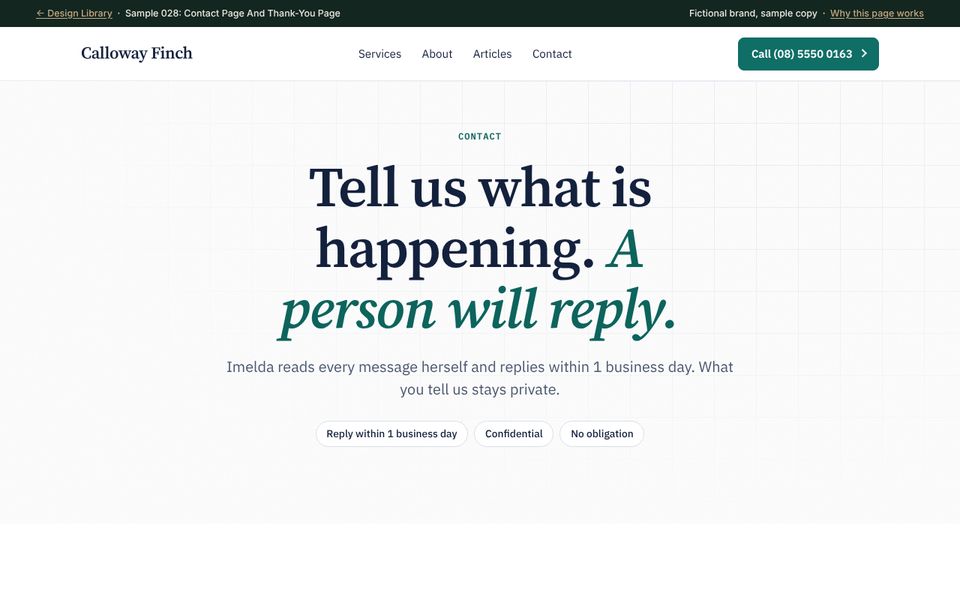 ← Design Library · Sample 028: Contact Page And Thank-You Page
Fictional brand, sample copy · Why this page works
Calloway Finch
Services About Articles Contact
Call (08) 5550 0163
CONTACT
Tell us what is
happening. A
person will reply.
Imelda reads every message herself and replies within 1 business day. What
you tell us stays private.
Reply within 1 business day
Confidential
No obligation